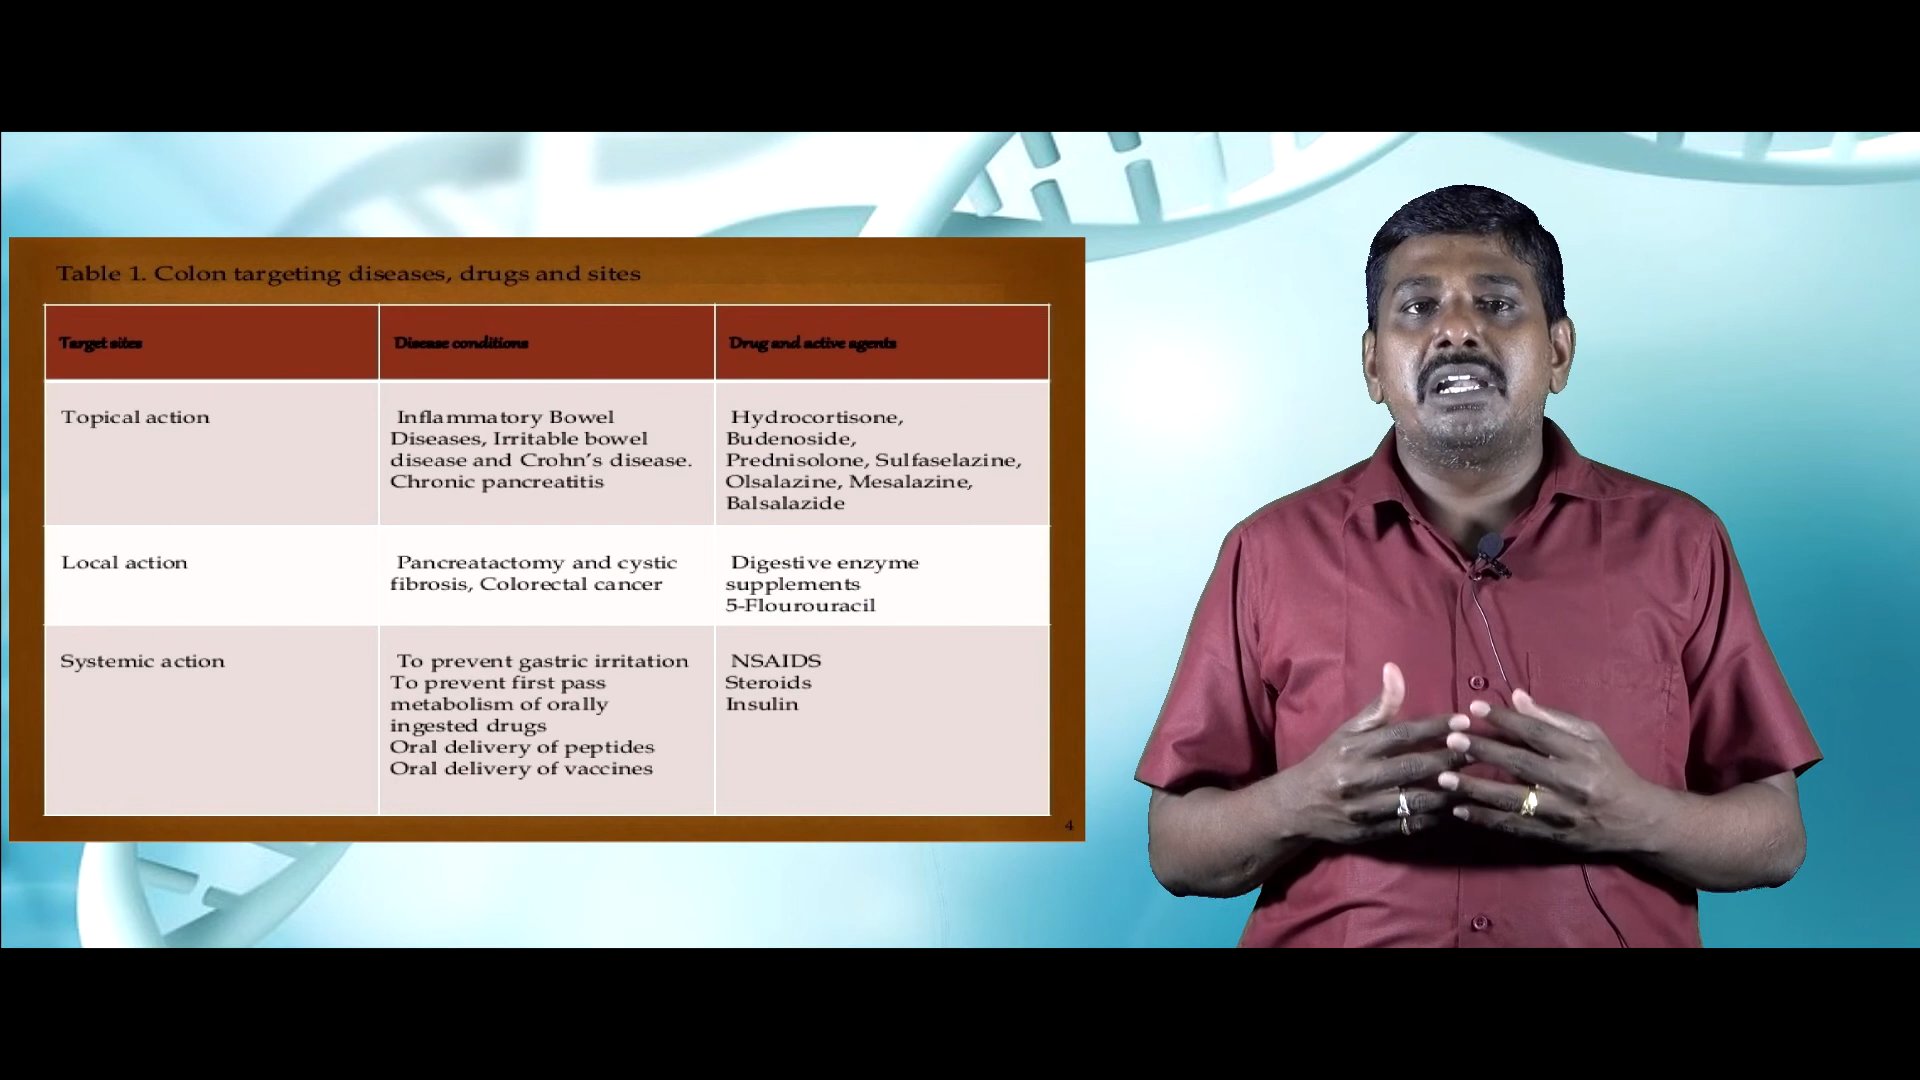 Table 1. Colon targeting diseases, drugs and sites
Target sites
Disease conditions
Drug and active agents
Topical action
Inflammatory Bowel
Diseases, Irritable bowel
disease and Crohn's disease.
Chronic pancreatitis
Hydrocortisone,
Budenoside,
Prednisolone, Sulfaselazine,
Olsalazine, Mesalazine,
Balsalazide
Local action
Pancreatactomy and cystic
fibrosis, Colorectal cancer
Digestive enzyme
supplements
5-Flourouracil
Systemic action
To prevent gastric irritation
To prevent first pass
metabolism of orally
ingested drugs
Oral delivery of peptides
Oral delivery of vaccines
NSAIDS
Steroids
Insulin
4